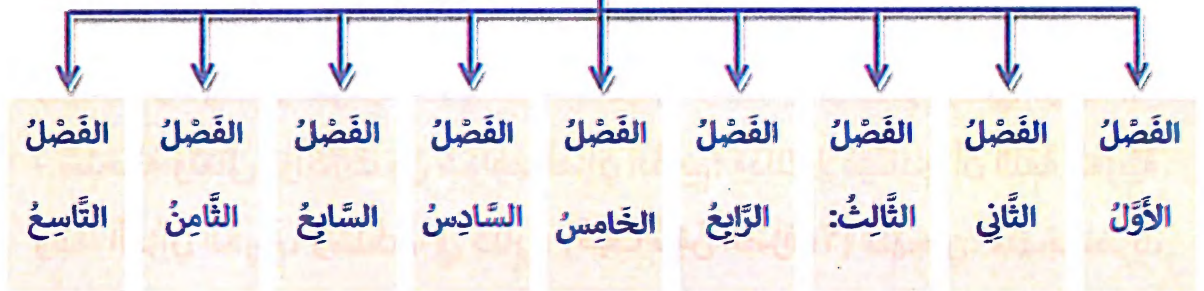 الفَصْلُ الأَوَّلُ
الفَصْلُ الثَّانِي
الفَصْلُ الثَّالِثُ:
الفَصْلُ الرَّابِعُ
الفَصْلُ الخَامِسُ
الفَصْلُ السَّادِسُ
الفَصْلُ السَّابِعُ
الفَصْلُ الثَّامِنُ
الفَصْلُ التَّاسِعُ